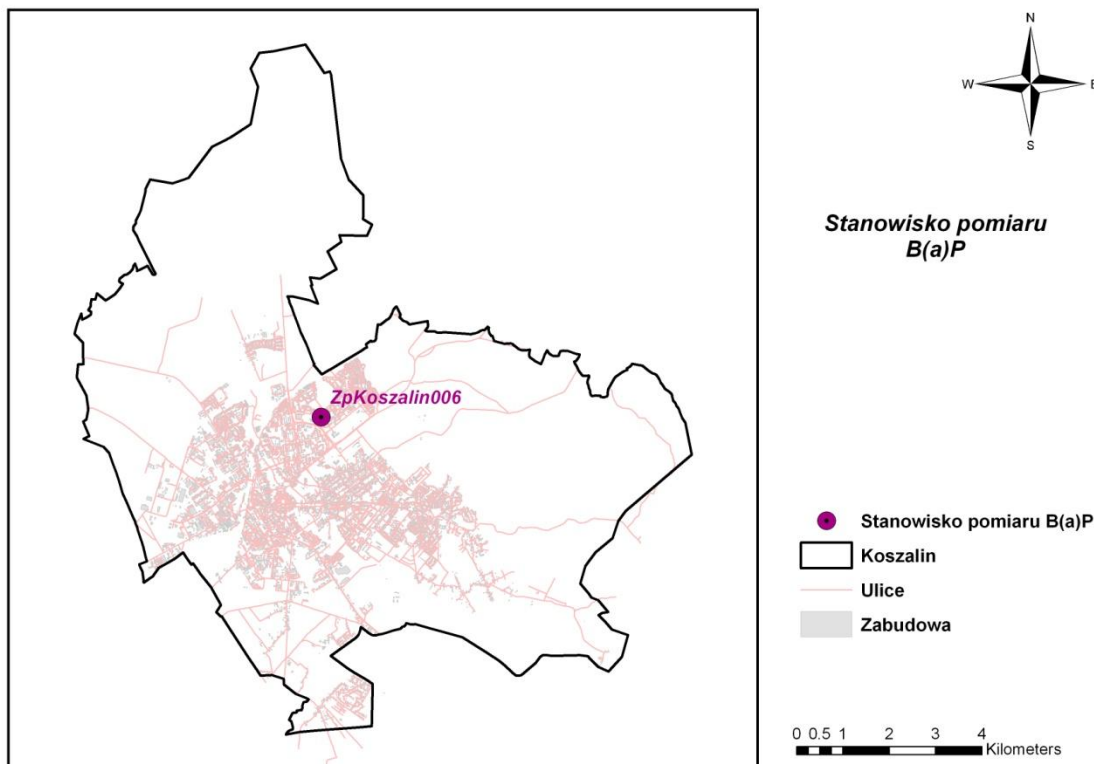 N
W
E
S
Stanowisko pomiaru
B(a)P
ZpKoszalin006
Stanowisko pomiaru B(a)P
Koszalin
Ulice
Zabudowa
0 0.5 1 2 3 4
Kilometers